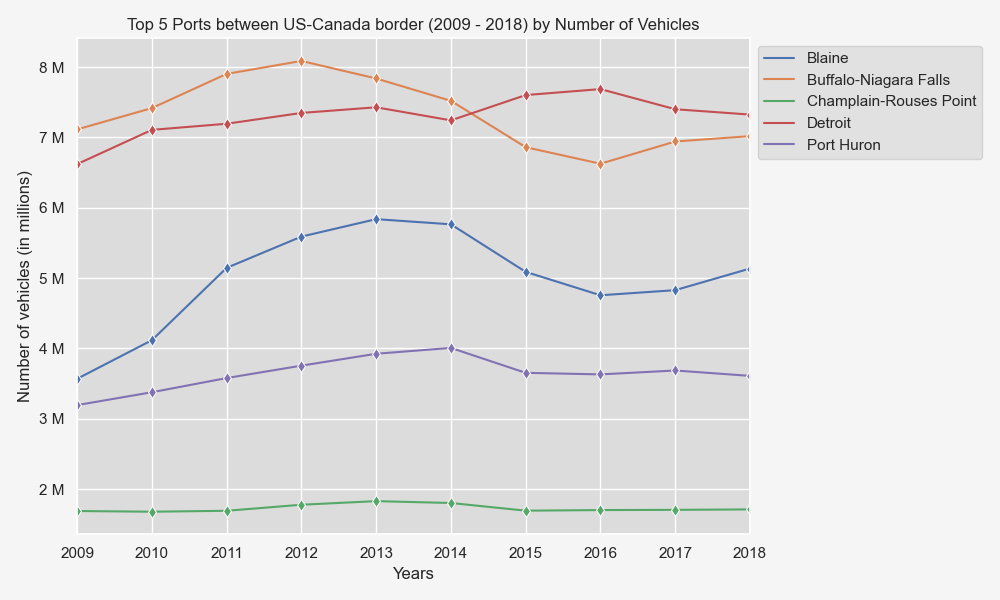 Top 5 Ports between US-Canada border (2009 - 2018) by Number of Vehicles
Blaine
Buffalo-Niagara Falls
Champlain-Rouses Point
Detroit
Port Huron
Number of vehicles (in millions)
8 M
7 M
6 M
5 M
4 M
3 M
2 M
2009 2010 2011 2012 2013 2014 2015 2016 2017 2018
Years